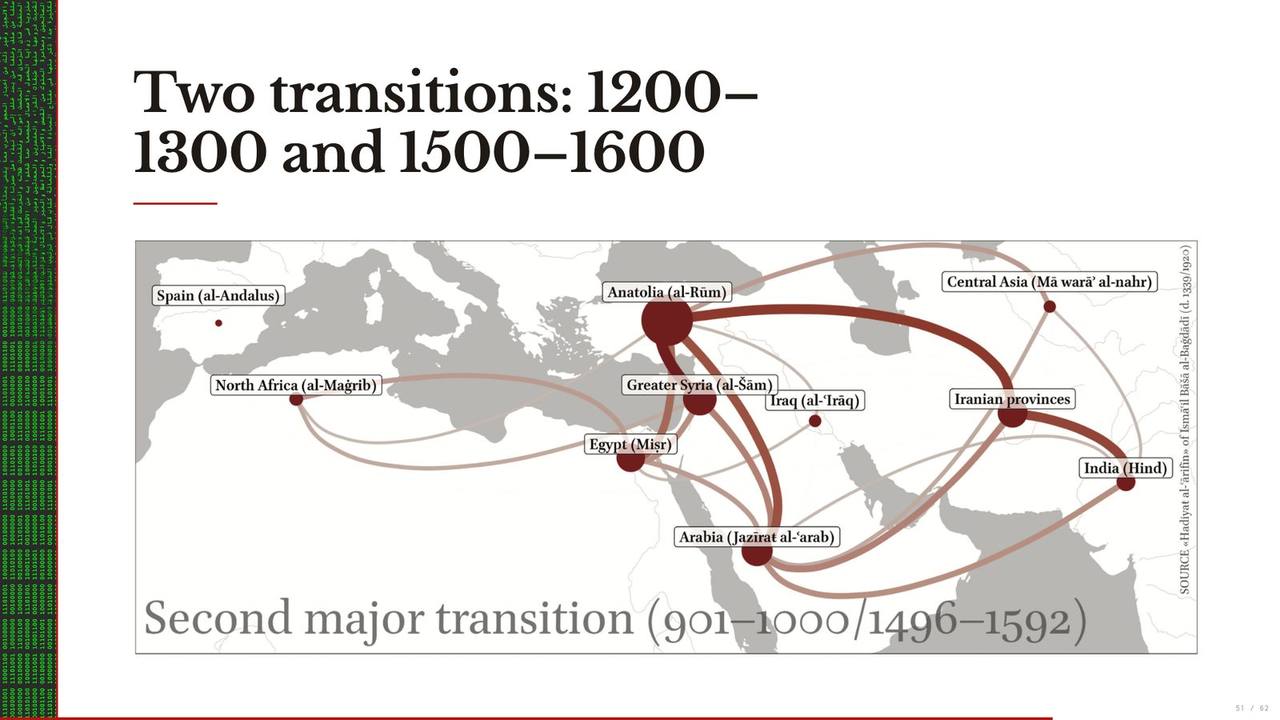 Two transitions: 1200–
1300 and 1500–1600
Spain (al-Andalus)
Anatolia (al-Rūm)
Central Asia (Mā warāʾ al-nahr)
North Africa (al-Maġrib)
Greater Syria (al-Šām)
Iraq (al-ʿIrāq)
Iranian provinces
Egypt (Miṣr)
India (Hind)
Arabia (Jazīraŧ al-ʿarab)
Second major transition (901–1000/1496–1592)
SOURCE «Hadiyaŧ al-ʿārifīn» of Ismāʿīl Bāšā al-Baġdādī (d. 1339/1920)
51 / 62